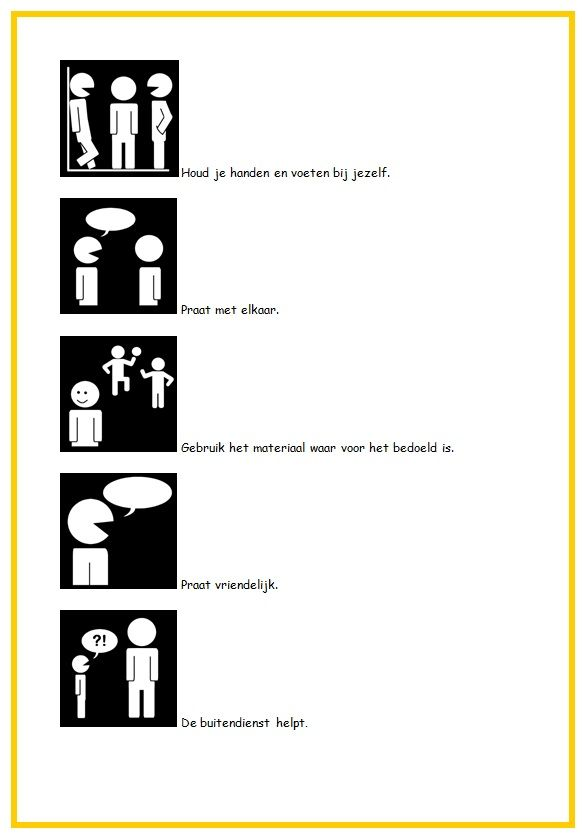 Houd je handen en voeten bij jezelf.
Praat met elkaar.
Gebruik het materiaal waar voor het bedoeld is.
Praat vriendelijk.
?!
De buitendienst helpt.